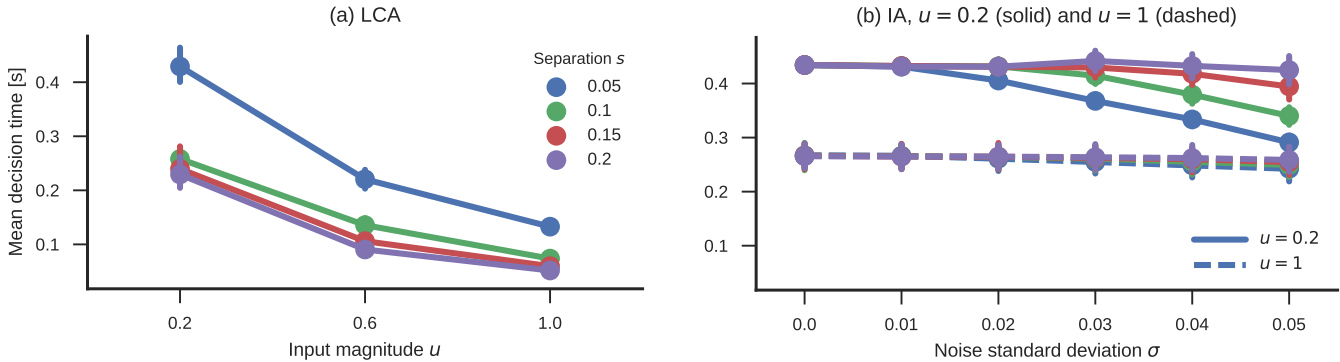 (a) LCA
Mean decision time [s]
0.4
0.3
0.2
0.1
0.2
0.6
1.0
Input magnitude u
Separation s
0.05
0.1
0.15
0.2
(b) IA, u = 0.2 (solid) and u = 1 (dashed)
0.4
0.3
0.2
0.1
0.0
0.01
0.02
0.03
0.04
0.05
Noise standard deviation σ
u = 0.2
u = 1